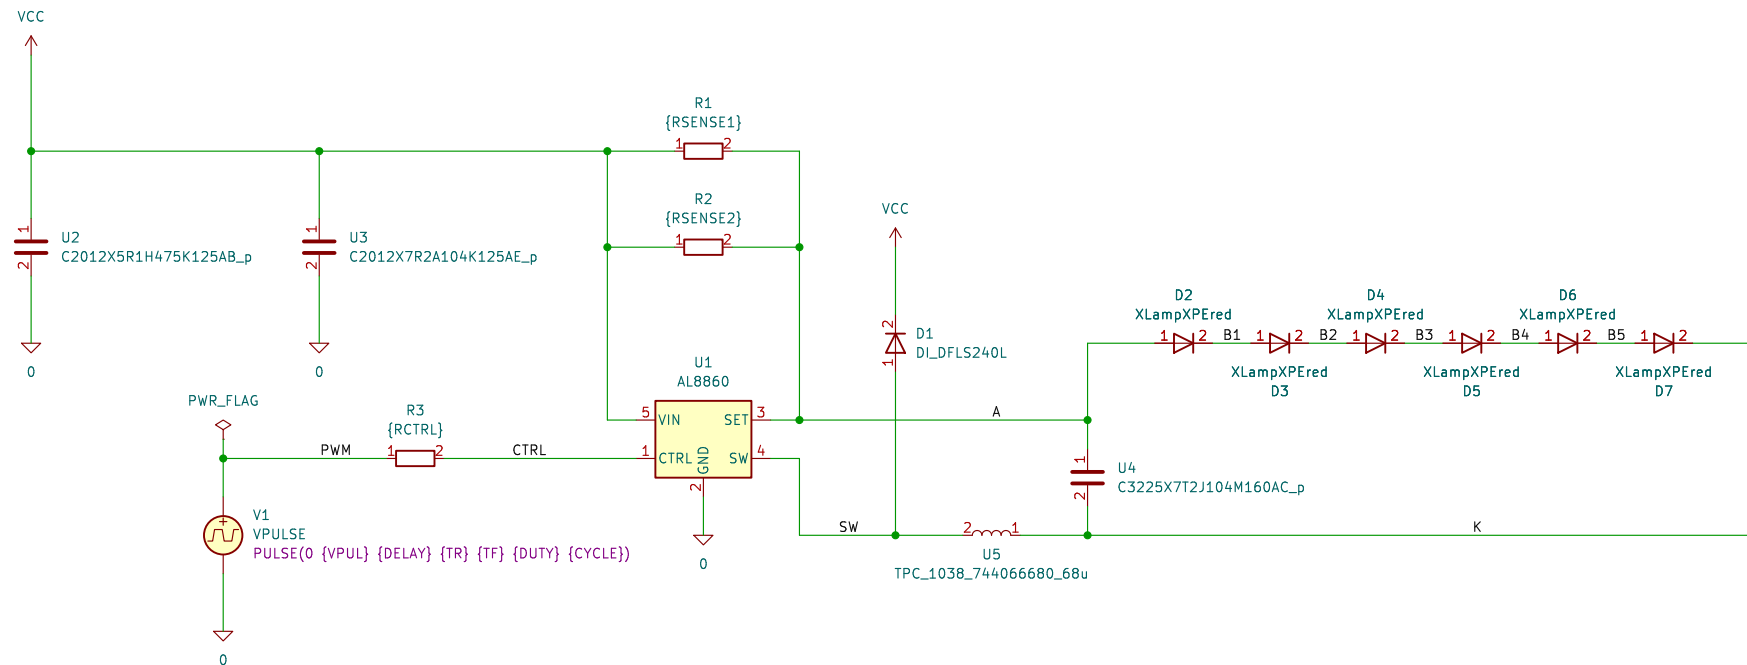 VCC
R1
{RSENSE1}
1
2
R2
{RSENSE2}
1
2
VCC
1
U2
C2012X5R1H475K125AB_p
2
1
U3
C2012X7R2A104K125AE_p
2
0
0
2
D1
DI_DFLS240L
1
D2
XLampXPEred
D4
XLampXPEred
D6
XLampXPEred
1 2 B1 1 2 B2 1 2 B3 1 2 B4 1 2 B5 1 2
XLampXPEred
D3
XLampXPEred
D5
XLampXPEred
D7
U1
AL8860
5 VIN SET 3
1 CTRL SW 4
GND
2
0
PWR_FLAG
PWM
R3
{RCTRL}
1
2
CTRL
A
1
U4
C3225X7T2J104M160AC_p
2
V1
VPULSE
PULSE(0 {VPUL} {DELAY} {TR} {TF} {DUTY} {CYCLE})
0
SW
2
1
U5
TPC_1038_744066680_68u
K